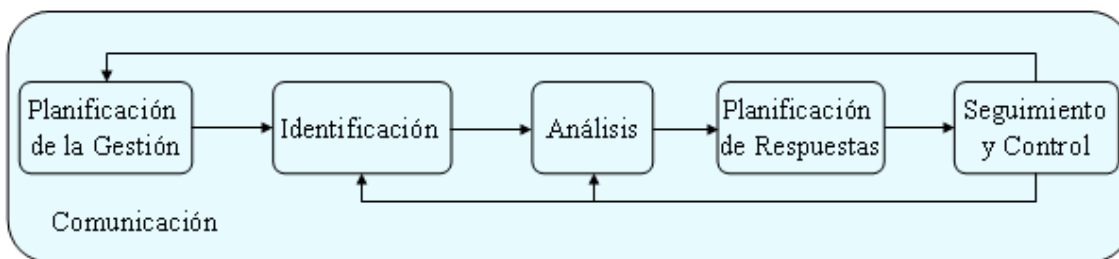 Planificación
de la Gestión
Identificación
Análisis
Planificación
de Respuestas
Seguimiento
y Control
Comunicación